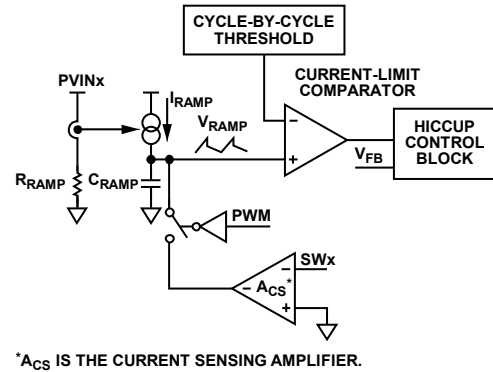 CYCLE-BY-CYCLE
THRESHOLD
PVINx
IRAMP
CURRENT-LIMIT
COMPARATOR
VRAMP
−
+
HICCUP
CONTROL
BLOCK
VFB
RRAMP
CRAMP
PWM
SWx
−
− ACS*
+
*ACS IS THE CURRENT SENSING AMPLIFIER.